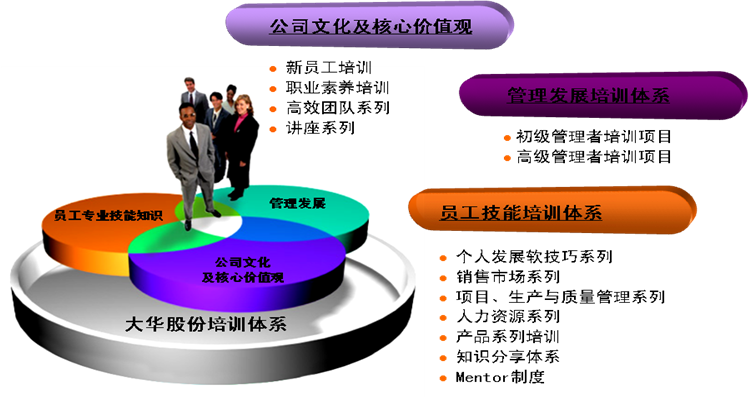 公司文化及核心价值观
新员工培训
职业素养培训
高效团队系列
讲座系列
管理发展培训体系
初级管理者培训项目
高级管理者培训项目
员工技能培训体系
个人发展软技巧系列
销售市场系列
项目、生产与质量管理系列
人力资源系列
产品系列培训
知识分享体系
Mentor制度
员工专业技能知识
管理发展
公司文化
及核心价值观
大华股份培训体系